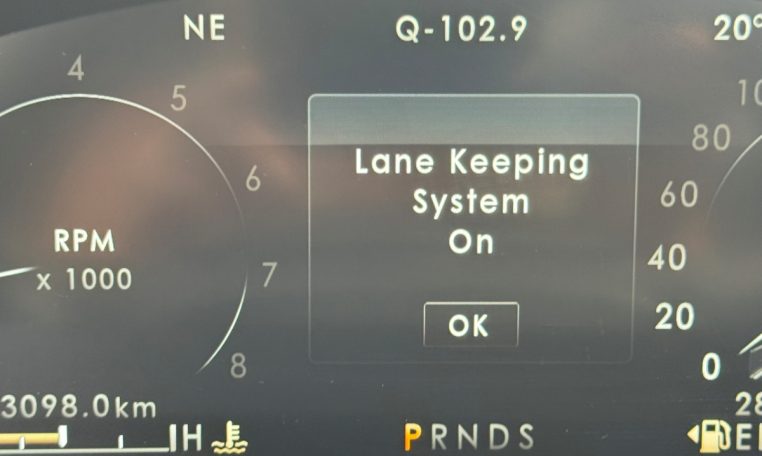 NE
Q-102.9
20°
4
5
6
7
8
RPM
x 1000
Lane Keeping
System
On
OK
80
60
40
20
0
3098.0km
H
PRNDS
E